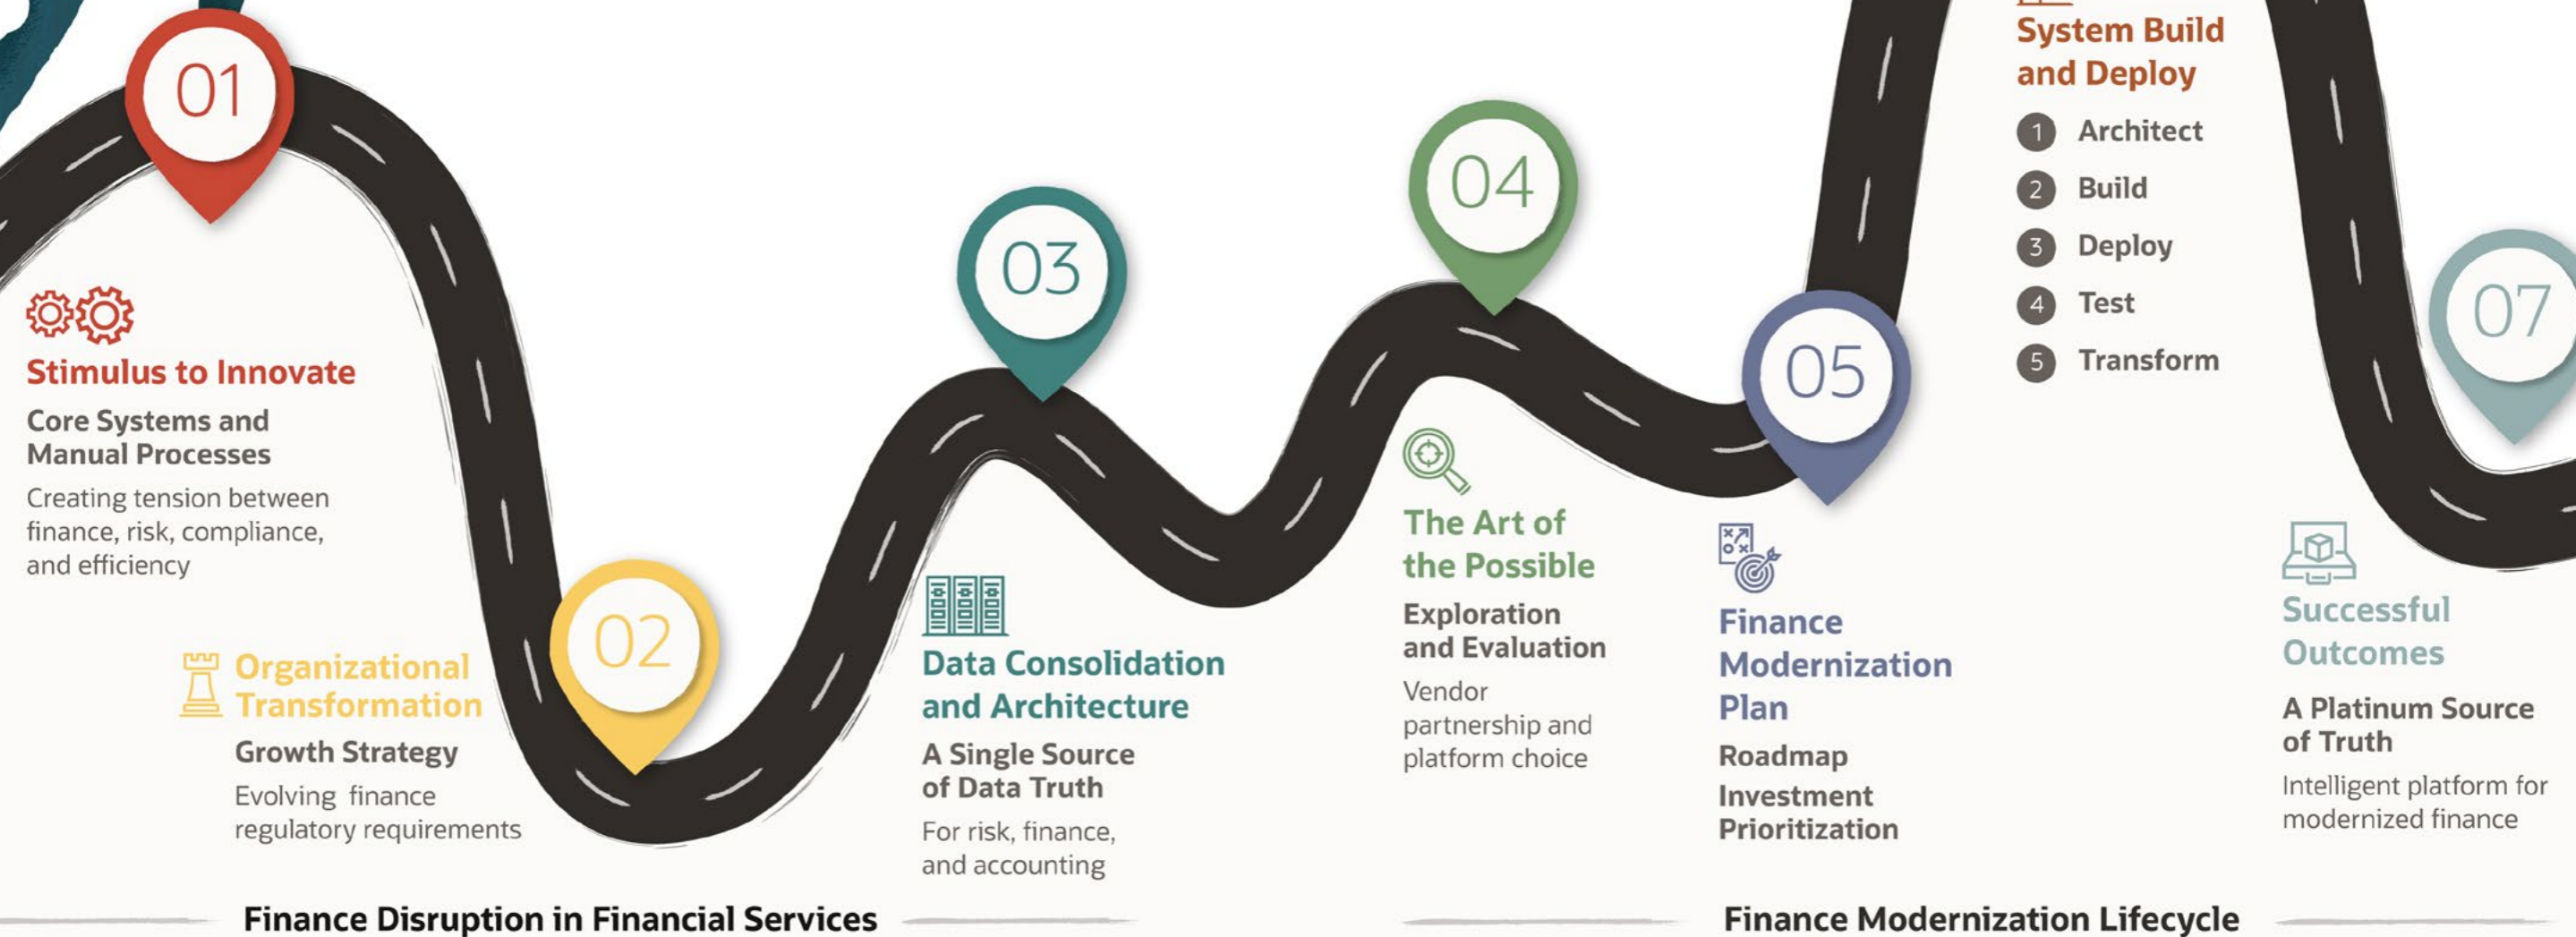 01
Stimulus to Innovate
Core Systems and
Manual Processes
Creating tension between
finance, risk, compliance,
and efficiency
02
Organizational
Transformation
Growth Strategy
Evolving finance
regulatory requirements
03
Data Consolidation
and Architecture
A Single Source
of Data Truth
For risk, finance,
and accounting
04
The Art of
the Possible
Exploration
and Evaluation
Vendor
partnership and
platform choice
05
Finance
Modernization
Plan
Roadmap
Investment
Prioritization
System Build
and Deploy
1 Architect
2 Build
3 Deploy
4 Test
5 Transform
07
Successful
Outcomes
A Platinum Source
of Truth
Intelligent platform for
modernized finance
Finance Disruption in Financial Services
Finance Modernization Lifecycle